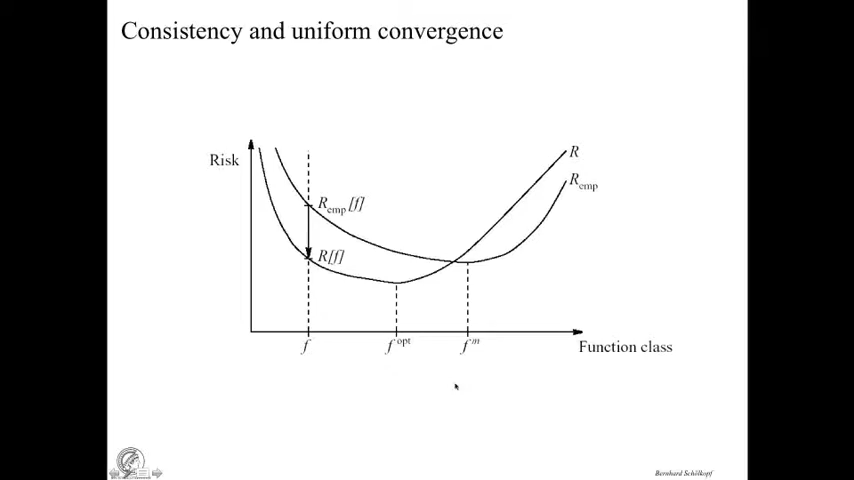 Consistency and uniform convergence
Risk
R
R_emp
R_emp [f]
R[f]
f
f^opt
f^m
Function class
Bernhard Schölkopf